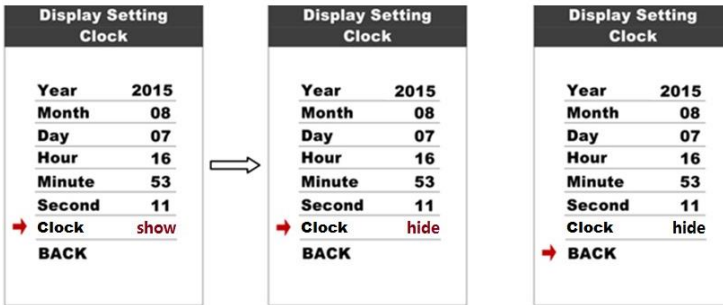 Display Setting
Clock
Year 2015
Month 08
Day 07
Hour 16
Minute 53
Second 11
Clock show
BACK
Display Setting
Clock
Year 2015
Month 08
Day 07
Hour 16
Minute 53
Second 11
Clock hide
BACK
Display Setting
Clock
Year 2015
Month 08
Day 07
Hour 16
Minute 53
Second 11
Clock hide
BACK